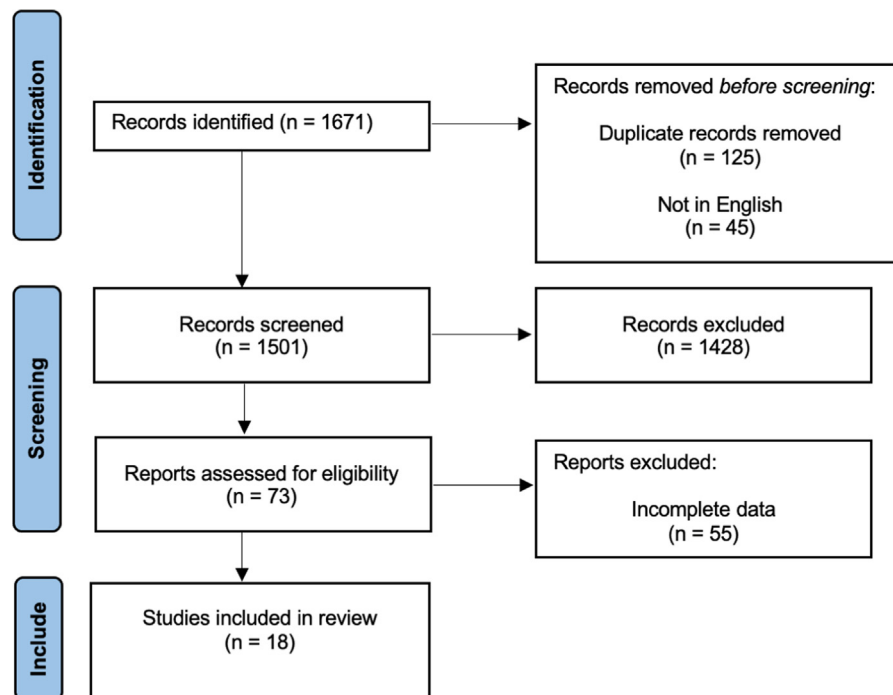 Identification
Records identified (n = 1671)
Records removed before screening:
Duplicate records removed
(n = 125)
Not in English
(n = 45)
Screening
Records screened
(n = 1501)
Records excluded
(n = 1428)
Reports assessed for eligibility
(n = 73)
Reports excluded:
Incomplete data
(n = 55)
Include
Studies included in review
(n = 18)